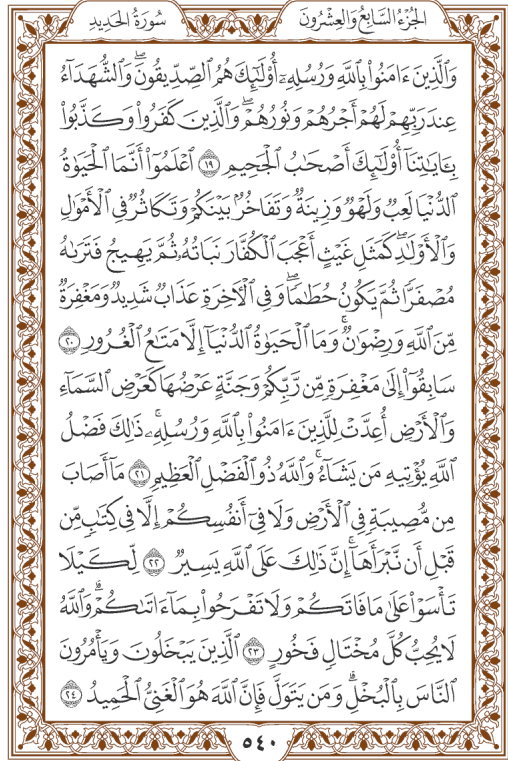 الجُزْءُ السَّابِعُ وَالعِشْرُونَ
سُورَةُ الحَدِيدِ
وَٱلَّذِينَ ءَامَنُوا۟ بِٱللَّهِ وَرُسُلِهِۦٓ أُو۟لَٰٓئِكَ هُمُ ٱلصِّدِّيقُونَ ۖ وَٱلشُّهَدَآءُ
عِندَ رَبِّهِمْ لَهُمْ أَجْرُهُمْ وَنُورُهُمْ ۖ وَٱلَّذِينَ كَفَرُوا۟ وَكَذَّبُوا۟
بِـَٔايَٰتِنَآ أُو۟لَٰٓئِكَ أَصْحَٰبُ ٱلْجَحِيمِ ١٩ ٱعْلَمُوٓا۟ أَنَّمَا ٱلْحَيَوٰةُ
ٱلدُّنْيَا لَعِبٌ وَلَهْوٌ وَزِينَةٌ وَتَفَاخُرٌۢ بَيْنَكُمْ وَتَكَاثُرٌ فِى ٱلْأَمْوَٰلِ
وَٱلْأَوْلَٰدِ ۖ كَمَثَلِ غَيْثٍ أَعْجَبَ ٱلْكُفَّارَ نَبَاتُهُۥ ثُمَّ يَهِيجُ فَتَرَىٰهُ
مُصْفَرًّا ثُمَّ يَكُونُ حُطَٰمًا ۖ وَفِى ٱلْءَاخِرَةِ عَذَابٌ شَدِيدٌ وَمَغْفِرَةٌ
مِّنَ ٱللَّهِ وَرِضْوَٰنٌ ۚ وَمَا ٱلْحَيَوٰةُ ٱلدُّنْيَآ إِلَّا مَتَٰعُ ٱلْغُرُورِ ٢٠
سَابِقُوٓا۟ إِلَىٰ مَغْفِرَةٍ مِّن رَّبِّكُمْ وَجَنَّةٍ عَرْضُهَا كَعَرْضِ ٱلسَّمَآءِ
وَٱلْأَرْضِ أُعِدَّتْ لِلَّذِينَ ءَامَنُوا۟ بِٱللَّهِ وَرُسُلِهِۦ ۚ ذَٰلِكَ فَضْلُ
ٱللَّهِ يُؤْتِيهِ مَن يَشَآءُ ۚ وَٱللَّهُ ذُو ٱلْفَضْلِ ٱلْعَظِيمِ ٢١ مَآ أَصَابَ
مِن مُّصِيبَةٍ فِى ٱلْأَرْضِ وَلَا فِىٓ أَنفُسِكُمْ إِلَّا فِى كِتَٰبٍ مِّن
قَبْلِ أَن نَّبْرَأَهَآ ۚ إِنَّ ذَٰلِكَ عَلَى ٱللَّهِ يَسِيرٌ ٢٢ لِّكَيْلَا
تَأْسَوْا۟ عَلَىٰ مَا فَاتَكُمْ وَلَا تَفْرَحُوا۟ بِمَآ ءَاتَىٰكُمْ ۗ وَٱللَّهُ
لَا يُحِبُّ كُلَّ مُخْتَالٍ فَخُورٍ ٢٣ ٱلَّذِينَ يَبْخَلُونَ وَيَأْمُرُونَ
ٱلنَّاسَ بِٱلْبُخْلِ ۗ وَمَن يَتَوَلَّ فَإِنَّ ٱللَّهَ هُوَ ٱلْغَنِىُّ ٱلْحَمِيدُ ٢٤
٥٤٠